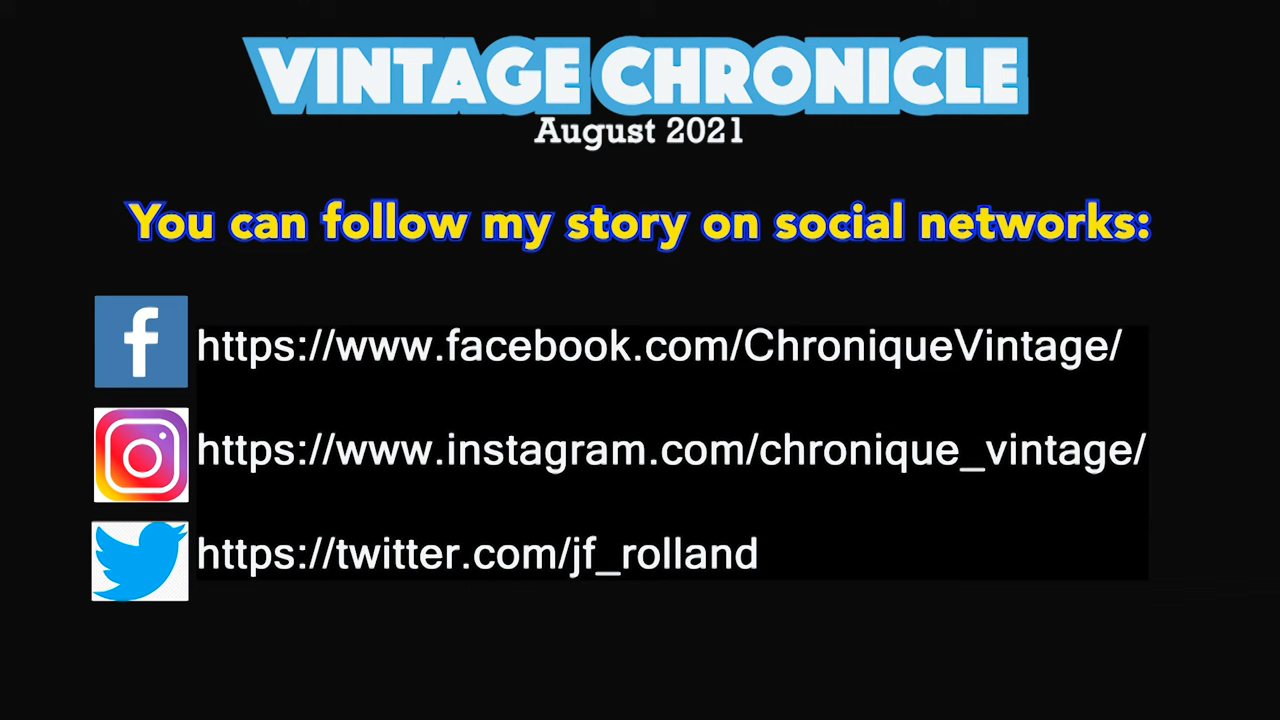 VINTAGE CHRONICLE
August 2021
You can follow my story on social networks:
https://www.facebook.com/ChroniqueVintage/
https://www.instagram.com/chronique_vintage/
https://twitter.com/jf_rolland